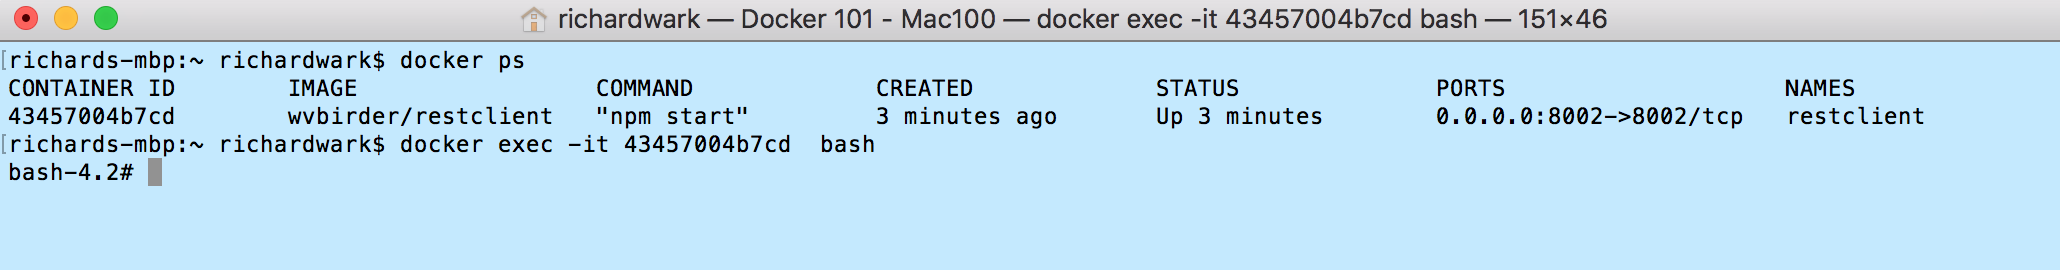 richardwark — Docker 101 - Mac100 — docker exec -it 43457004b7cd bash — 151×46
[richards-mbp:~ richardwark$ docker ps
CONTAINER ID IMAGE COMMAND CREATED STATUS PORTS NAMES
43457004b7cd wvbirder/restclient "npm start" 3 minutes ago Up 3 minutes 0.0.0.0:8002->8002/tcp restclient
[richards-mbp:~ richardwark$ docker exec -it 43457004b7cd  bash
bash-4.2#